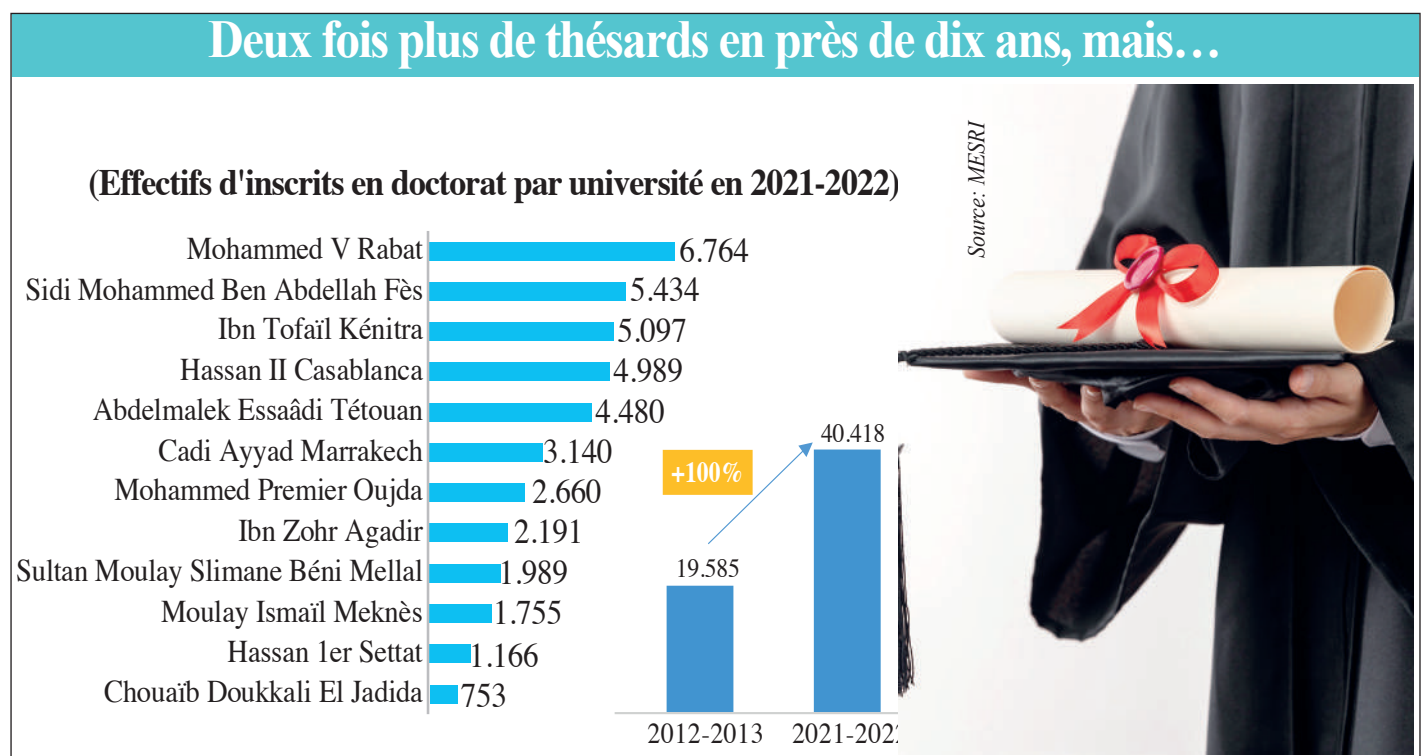 Deux fois plus de thésards en près de dix ans, mais…
Source: MESRI
(Effectifs d'inscrits en doctorat par université en 2021-2022)
Mohammed V Rabat 6.764
Sidi Mohammed Ben Abdellah Fès 5.434
Ibn Tofaïl Kénitra 5.097
Hassan II Casablanca 4.989
Abdelmalek Essaâdi Tétouan 4.480
Cadi Ayyad Marrakech 3.140
Mohammed Premier Oujda 2.660
Ibn Zohr Agadir 2.191
Sultan Moulay Slimane Béni Mellal 1.989
Moulay Ismaïl Meknès 1.755
Hassan 1er Settat 1.166
Chouaïb Doukkali El Jadida 753
+100%
40.418
19.585
2012-2013 2021-2022